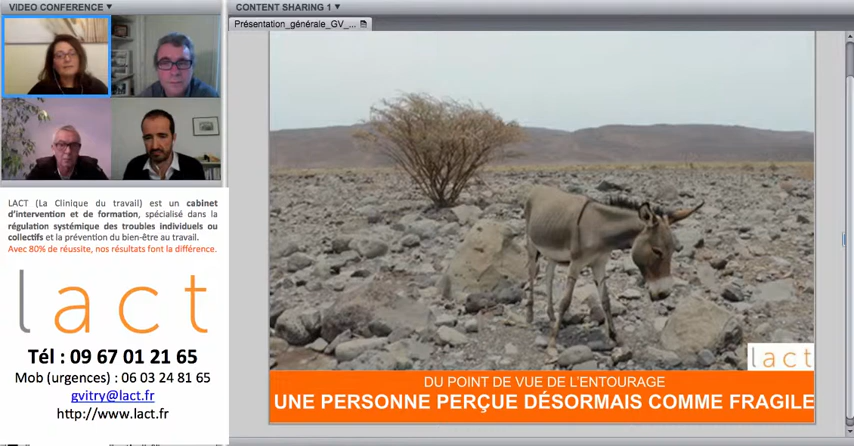 VIDEO CONFERENCE
CONTENT SHARING 1
Présentation_générale_GV_...
LACT (La Clinique du travail) est un cabinet
d'intervention et de formation, spécialisé dans la
régulation systémique des troubles individuels ou
collectifs et la prévention du bien-être au travail.
Avec 80% de réussite, nos résultats font la différence.
lact
Tél : 09 67 01 21 65
Mob (urgences) : 06 03 24 81 65
gvitry@lact.fr
http://www.lact.fr
lact
DU POINT DE VUE DE L'ENTOURAGE
UNE PERSONNE PERÇUE DÉSORMAIS COMME FRAGILE